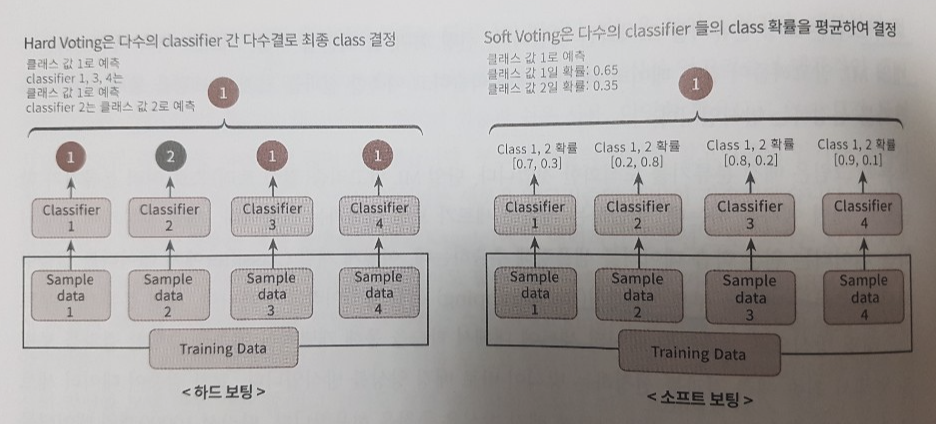 Hard Voting은 다수의 classifier 간 다수결로 최종 class 결정
클래스 값 1로 예측
classifier 1, 3, 4는
클래스 값 1로 예측
classifier 2는 클래스 값 2로 예측
1
1
2
1
1
Classifier
1
Classifier
2
Classifier
3
Classifier
4
Sample
data
1
Sample
data
2
Sample
data
3
Sample
data
4
Training Data
< 하드 보팅 >
Soft Voting은 다수의 classifier 들의 class 확률을 평균하여 결정
클래스 값 1로 예측
클래스 값 1일 확률: 0.65
클래스 값 2일 확률: 0.35
1
Class 1, 2 확률
[0.7, 0.3]
Class 1, 2 확률
[0.2, 0.8]
Class 1, 2 확률
[0.8, 0.2]
Class 1, 2 확률
[0.9, 0.1]
Classifier
1
Classifier
2
Classifier
3
Classifier
4
Sample
data
1
Sample
data
2
Sample
data
3
Sample
data
4
Training Data
< 소프트 보팅 >